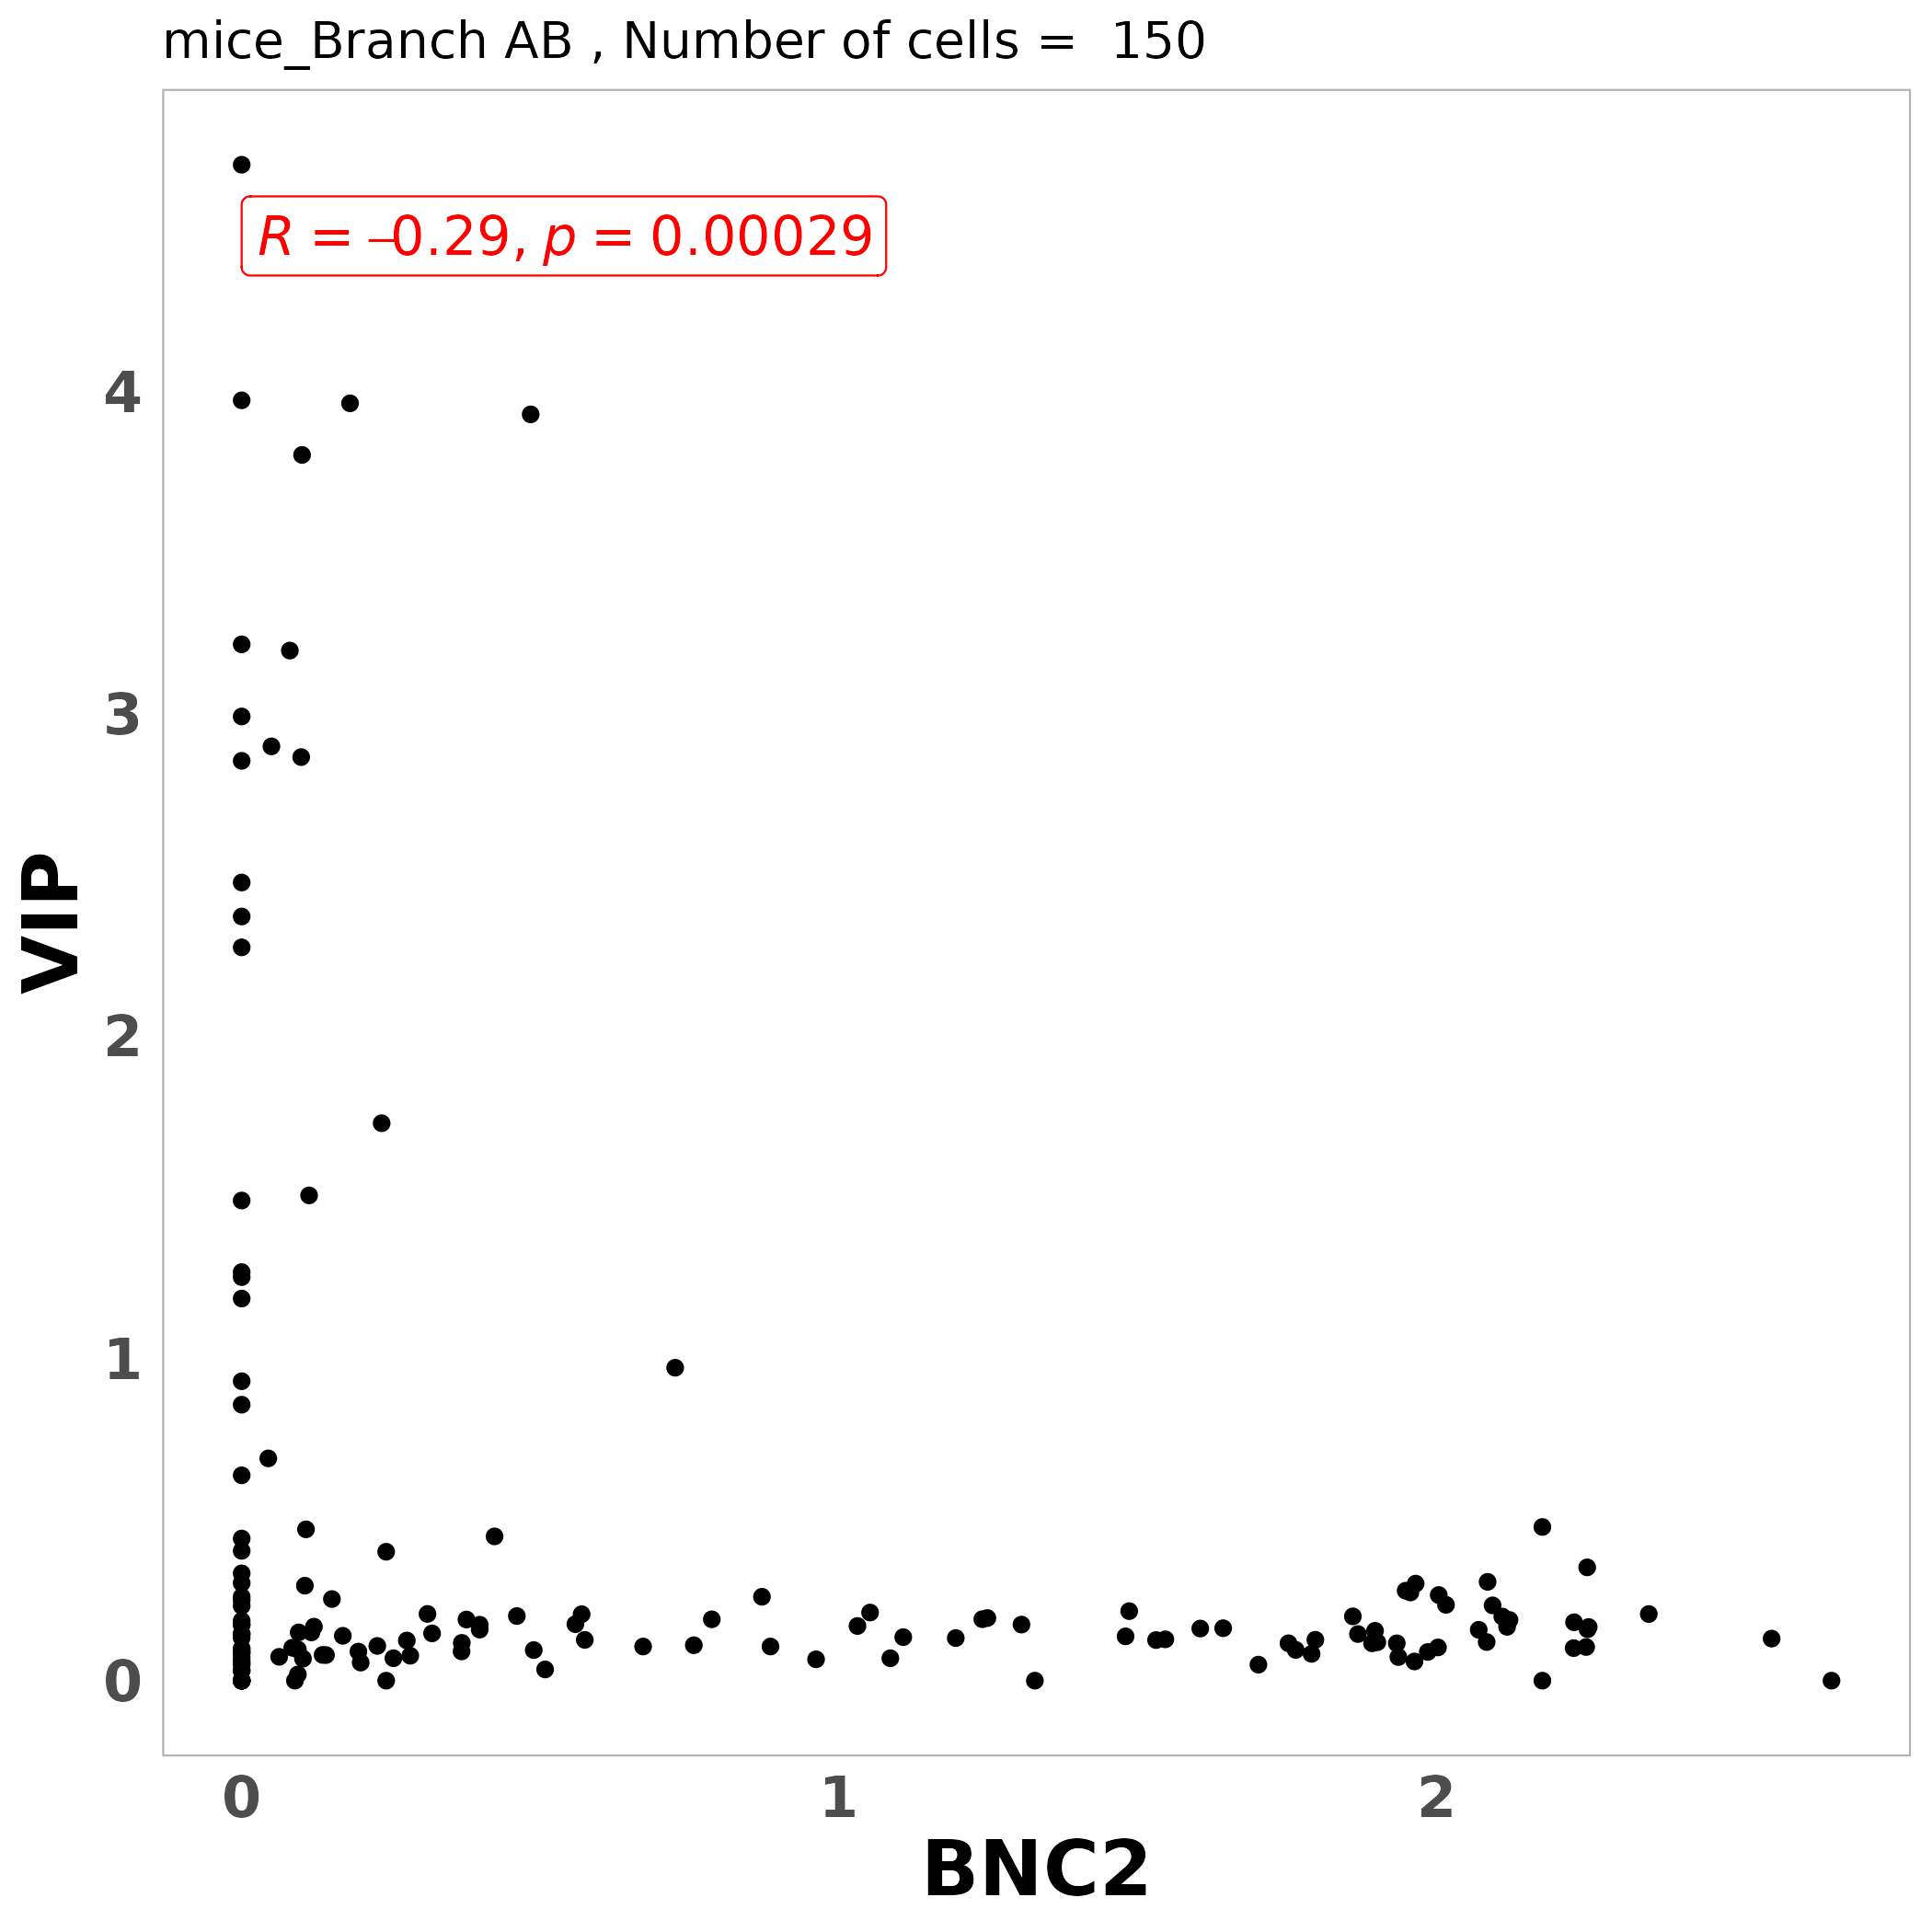 mice_Branch AB , Number of cells =  150
R = –0.29, p = 0.00029
4
3
2
1
0
VIP
0 1 2
BNC2